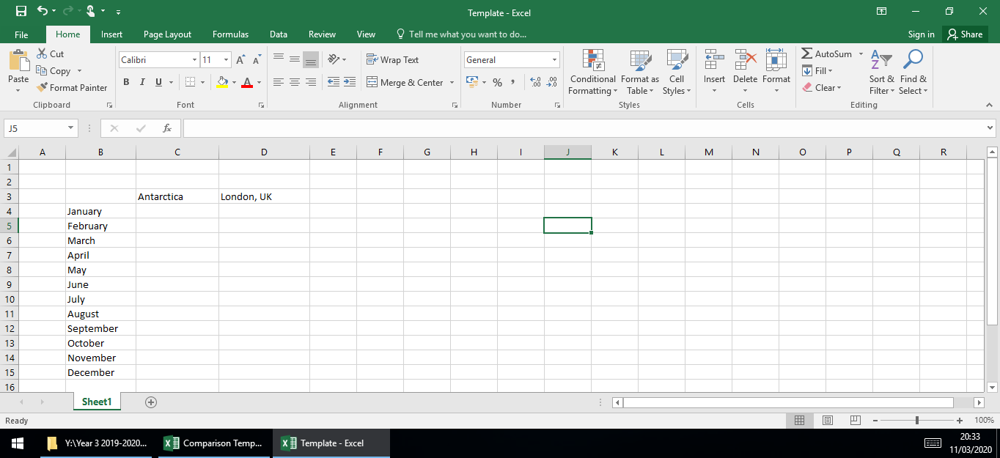 Template - Excel
File Home Insert Page Layout Formulas Data Review View Tell me what you want to do... Sign in Share
Paste
Cut
Copy
Format Painter
Clipboard
Calibri 11 A A
B I U A
Font
Wrap Text
Merge & Center
Alignment
General
% , .0 .00 .00 .0
Number
Conditional Formatting
Format as Table
Cell Styles
Styles
Insert
Delete
Format
Cells
AutoSum
Fill
Clear
Sort & Filter
Find & Select
Editing
J5 fx
A B C D E F G H I J K L M N O P Q R
1
2
3 Antarctica London, UK
4 January
5 February
6 March
7 April
8 May
9 June
10 July
11 August
12 September
13 October
14 November
15 December
16
Sheet1
Ready 100%
Y:\Year 3 2019-2020... Comparison Temp... Template - Excel
20:33
11/03/2020